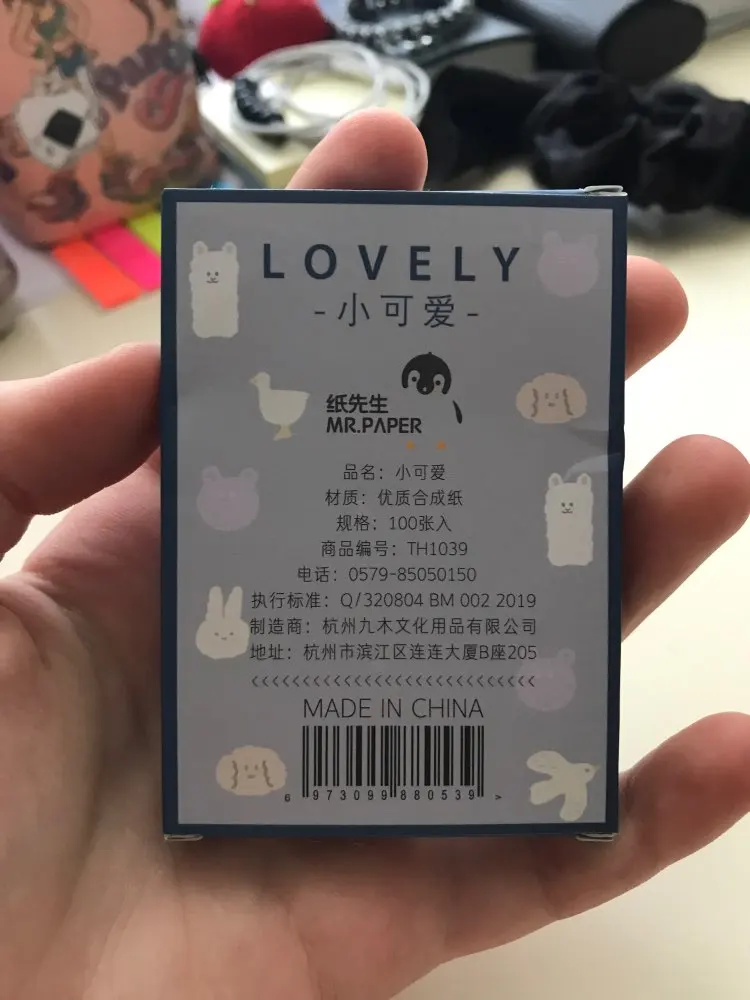 LOVELY
-小可爱-
纸先生
MR.PAPER
品名：小可爱
材质：优质合成纸
规格：100张入
商品编号：TH1039
电话：0579-85050150
执行标准：Q/320804 BM 002 2019
制造商：杭州九木文化用品有限公司
地址：杭州市滨江区连连大厦B座205
MADE IN CHINA
6 973099 880539 >